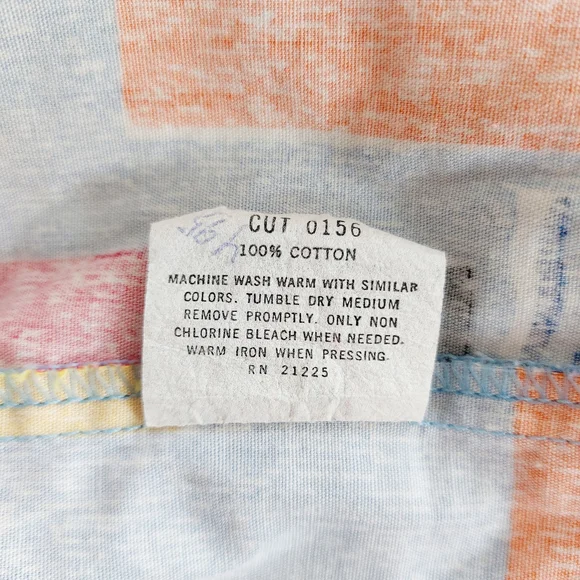 CUT 0156
100% COTTON
MACHINE WASH WARM WITH SIMILAR
COLORS. TUMBLE DRY MEDIUM
REMOVE PROMPTLY. ONLY NON
CHLORINE BLEACH WHEN NEEDED.
WARM IRON WHEN PRESSING.
RN 21225